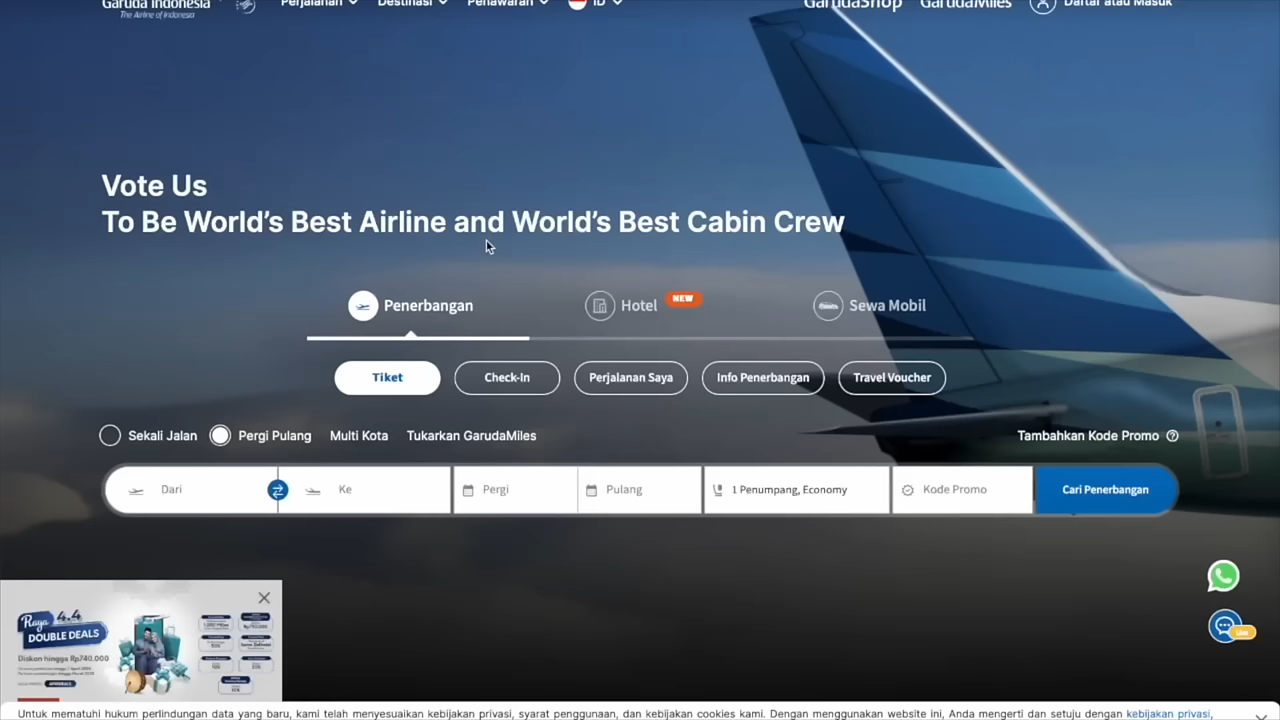 Garuda Indonesia
The Airline of Indonesia
Perjalanan
Destinasi
Penawaran
ID
GarudaShop
GarudaMiles
Daftar atau Masuk
Vote Us
To Be World's Best Airline and World's Best Cabin Crew
Penerbangan
Hotel
NEW
Sewa Mobil
Tiket
Check-In
Perjalanan Saya
Info Penerbangan
Travel Voucher
Sekali Jalan
Pergi Pulang
Multi Kota
Tukarkan GarudaMiles
Tambahkan Kode Promo
Dari
Ke
Pergi
Pulang
1 Penumpang, Economy
Kode Promo
Cari Penerbangan
Raya 4.4
DOUBLE DEALS
Diskon hingga Rp740.000
Live
Untuk mematuhi hukum perlindungan data yang baru, kami telah menyesuaikan kebijakan privasi, syarat penggunaan, dan kebijakan cookies kami. Dengan menggunakan website ini, Anda mengerti dan setuju dengan kebijakan privasi,